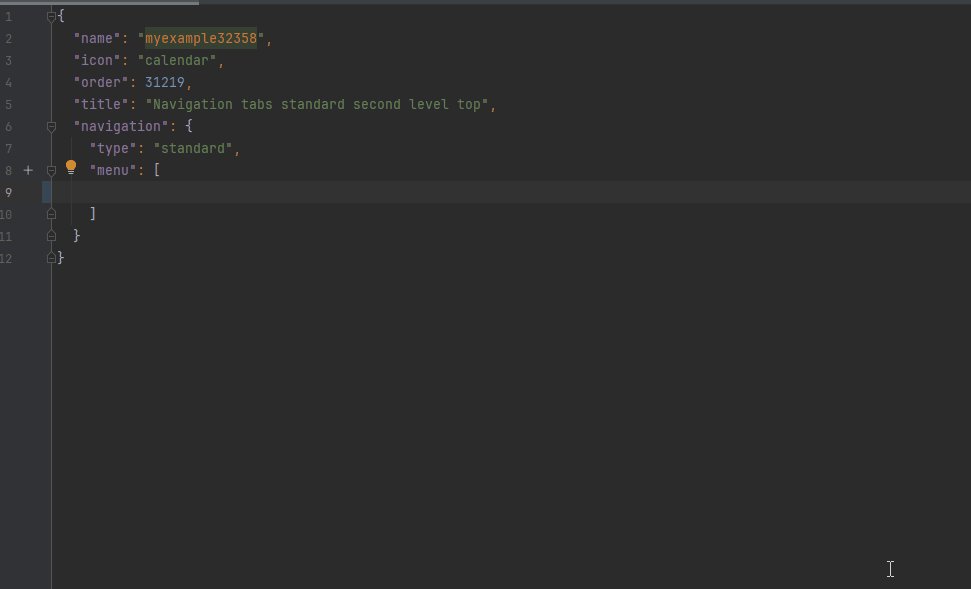 1 {
2 "name": "myexample32358",
3 "icon": "calendar",
4 "order": 31219,
5 "title": "Navigation tabs standard second level top",
6 "navigation": {
7 "type": "standard",
8 + "menu": [
9
10 ]
11 }
12 }